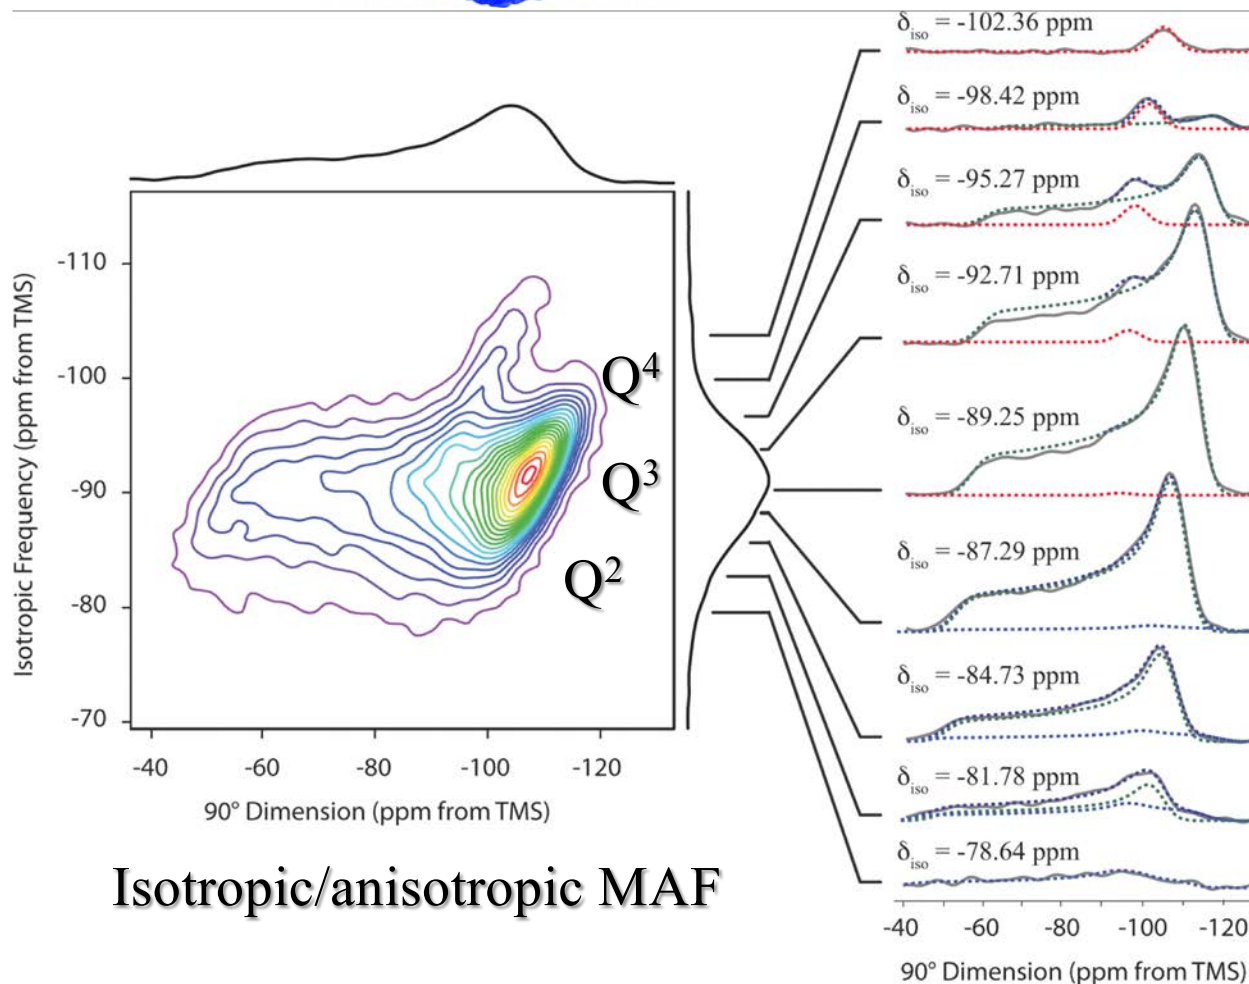 δiso = -102.36 ppm
δiso = -98.42 ppm
δiso = -95.27 ppm
δiso = -92.71 ppm
δiso = -89.25 ppm
δiso = -87.29 ppm
δiso = -84.73 ppm
δiso = -81.78 ppm
δiso = -78.64 ppm
Isotropic Frequency (ppm from TMS)
-110
-100
-90
-80
-70
Q⁴
Q³
Q²
-40 -60 -80 -100 -120
90° Dimension (ppm from TMS)
Isotropic/anisotropic MAF
-40 -60 -80 -100 -120
90° Dimension (ppm from TMS)